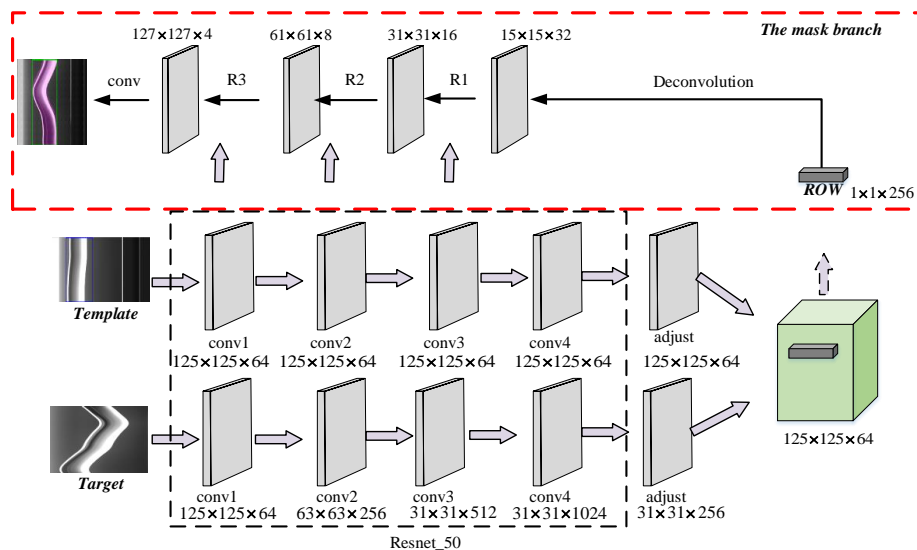 The mask branch
127×127×4
61×61×8
31×31×16
15×15×32
conv
R3
R2
R1
Deconvolution
ROW
1×1×256
Template
conv1
conv2
conv3
conv4
adjust
125×125×64
125×125×64
125×125×64
125×125×64
125×125×64
125×125×64
Target
conv1
conv2
conv3
conv4
adjust
125×125×64
63×63×256
31×31×512
31×31×1024
31×31×256
Resnet_50